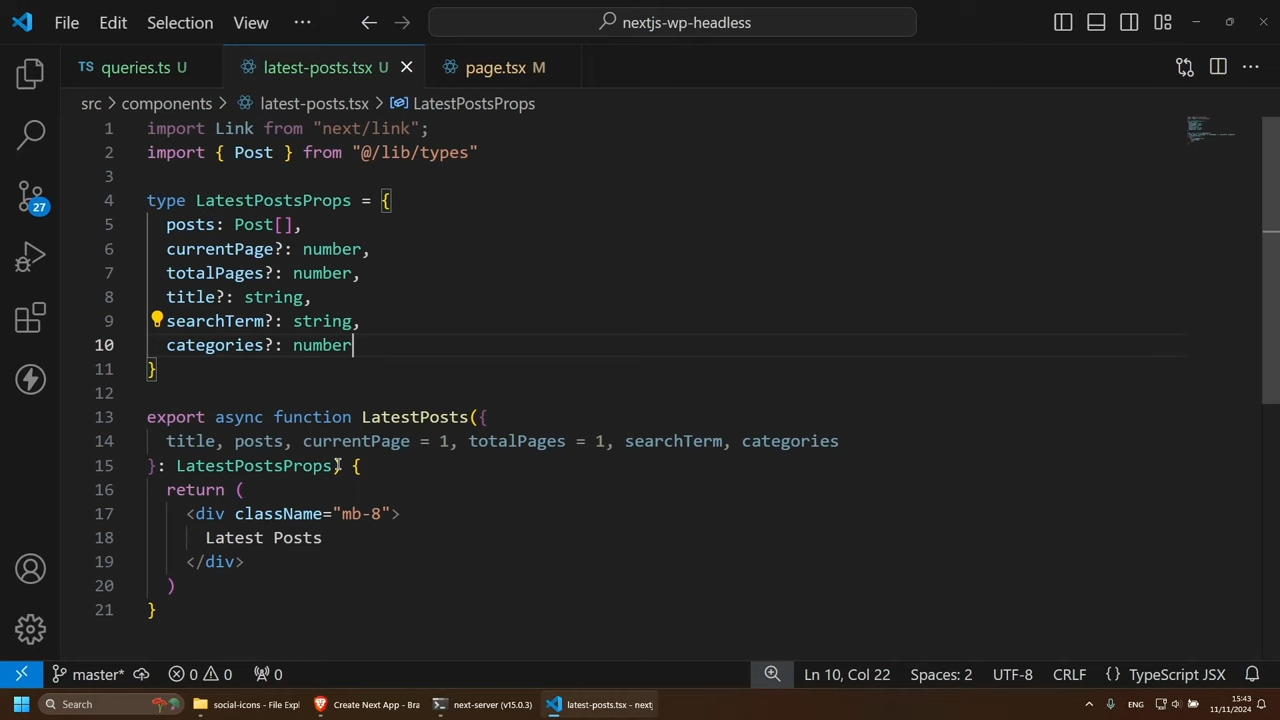 File Edit Selection View ··· nextjs-wp-headless
TS queries.ts U latest-posts.tsx U page.tsx M
src > components > latest-posts.tsx > LatestPostsProps
1 import Link from "next/link";
2 import { Post } from "@/lib/types"
3
4 type LatestPostsProps = {
5 posts: Post[],
6 currentPage?: number,
7 totalPages?: number,
8 title?: string,
9 searchTerm?: string,
10 categories?: number
11 }
12
13 export async function LatestPosts({
14 title, posts, currentPage = 1, totalPages = 1, searchTerm, categories
15 }: LatestPostsProps) {
16 return (
17 <div className="mb-8">
18 Latest Posts
19 </div>
20 )
21 }
27
master* 0 0 0 Ln 10, Col 22 Spaces: 2 UTF-8 CRLF {} TypeScript JSX
Search social-icons - File Expl Create Next App - Bra next-server (v15.0.3) latest-posts.tsx - nextj ENG 15:43
11/11/2024